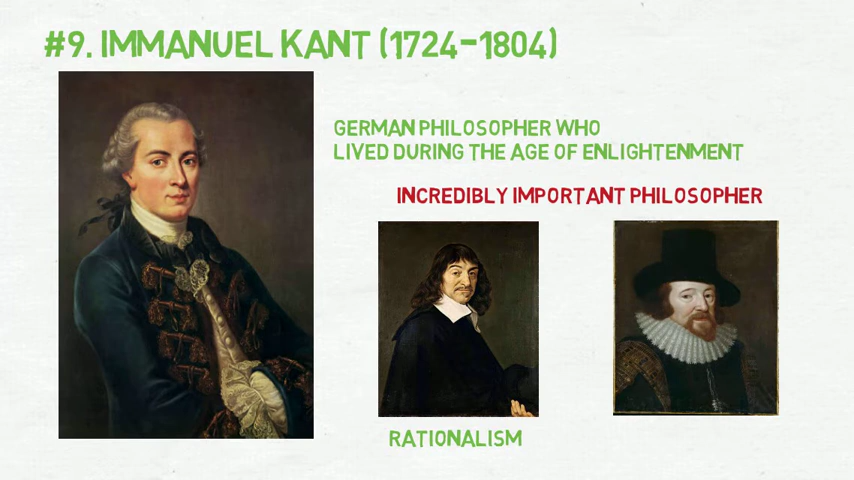 #9. IMMANUEL KANT (1724-1804)
GERMAN PHILOSOPHER WHO
LIVED DURING THE AGE OF ENLIGHTENMENT
INCREDIBLY IMPORTANT PHILOSOPHER
RATIONALISM